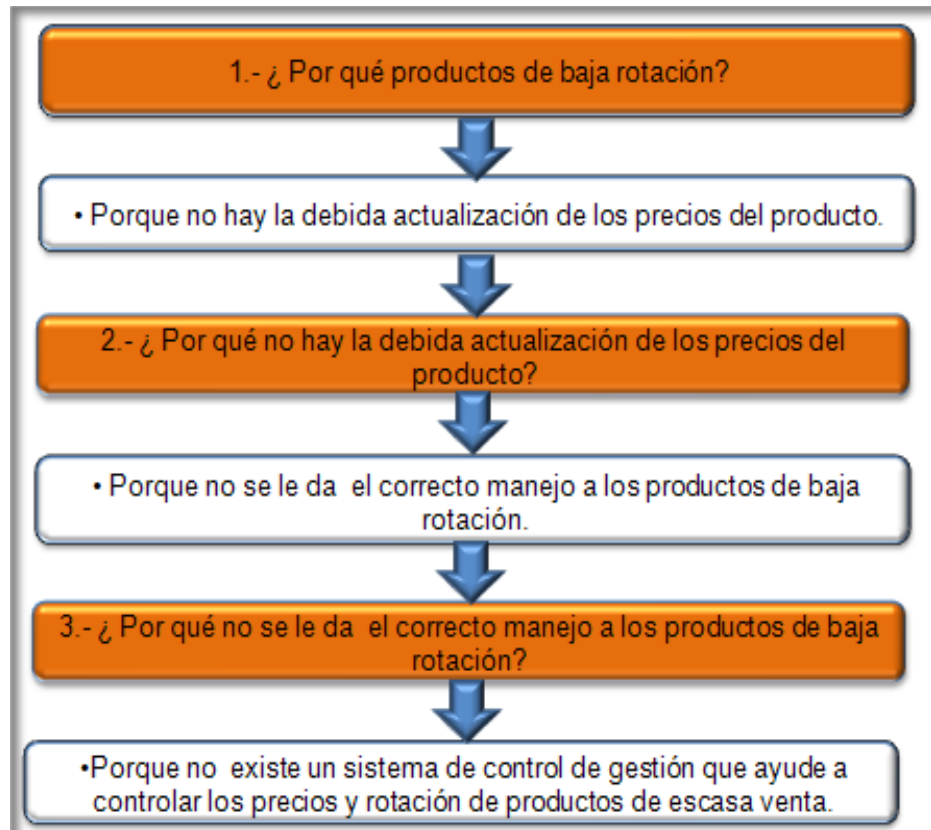 1.- ¿ Por qué productos de baja rotación?
• Porque no hay la debida actualización de los precios del producto.
2.- ¿ Por qué no hay la debida actualización de los precios del
producto?
• Porque no se le da  el correcto manejo a los productos de baja
rotación.
3.- ¿ Por qué no se le da  el correcto manejo a los productos de baja
rotación?
•Porque no  existe un sistema de control de gestión que ayude a
controlar los precios y rotación de productos de escasa venta.